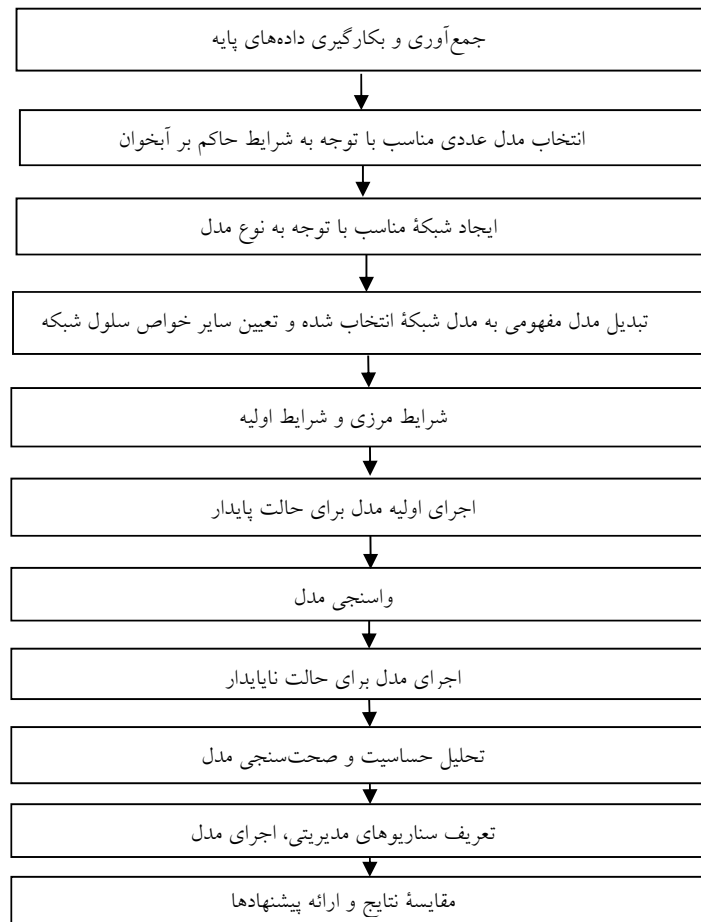 جمع‌آوری و بکارگیری داده‌های پایه
انتخاب مدل عددی مناسب با توجه به شرایط حاکم بر آبخوان
ایجاد شبکۀ مناسب با توجه به نوع مدل
تبدیل مدل مفهومی به مدل شبکۀ انتخاب شده و تعیین سایر خواص سلول شبکه
شرایط مرزی و شرایط اولیه
اجرای اولیه مدل برای حالت پایدار
واسنجی مدل
اجرای مدل برای حالت ناپایدار
تحلیل حساسیت و صحت‌سنجی مدل
تعریف سناریوهای مدیریتی، اجرای مدل
مقایسۀ نتایج و ارائه پیشنهادها